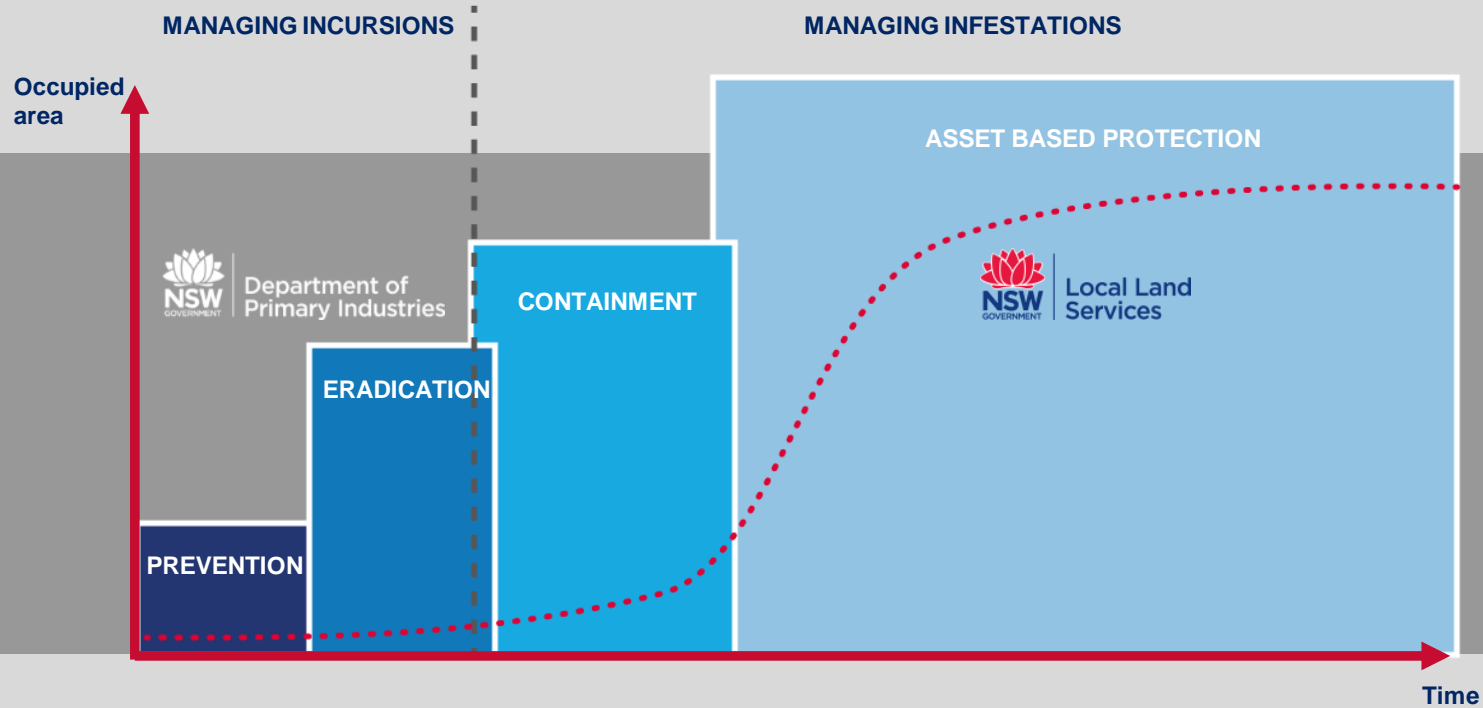 MANAGING INCURSIONS
MANAGING INFESTATIONS
Occupied
area
ASSET BASED PROTECTION
NSW
GOVERNMENT
Department of
Primary Industries
CONTAINMENT
NSW
GOVERNMENT
Local Land
Services
ERADICATION
PREVENTION
Time